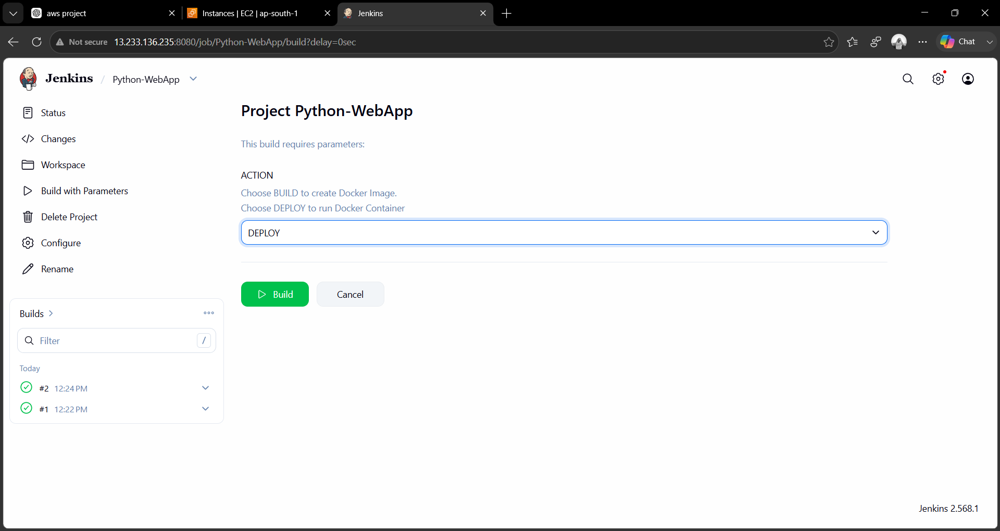 aws project
Instances | EC2 | ap-south-1
Jenkins
Not secure
13.233.136.235:8080/job/Python-WebApp/build?delay=0sec
Chat
Jenkins / Python-WebApp
Status
Changes
Workspace
Build with Parameters
Delete Project
Configure
Rename
Builds
Filter
/
Today
#2 12:24 PM
#1 12:22 PM
Project Python-WebApp
This build requires parameters:
ACTION
Choose BUILD to create Docker Image.
Choose DEPLOY to run Docker Container
DEPLOY
Build
Cancel
Jenkins 2.568.1